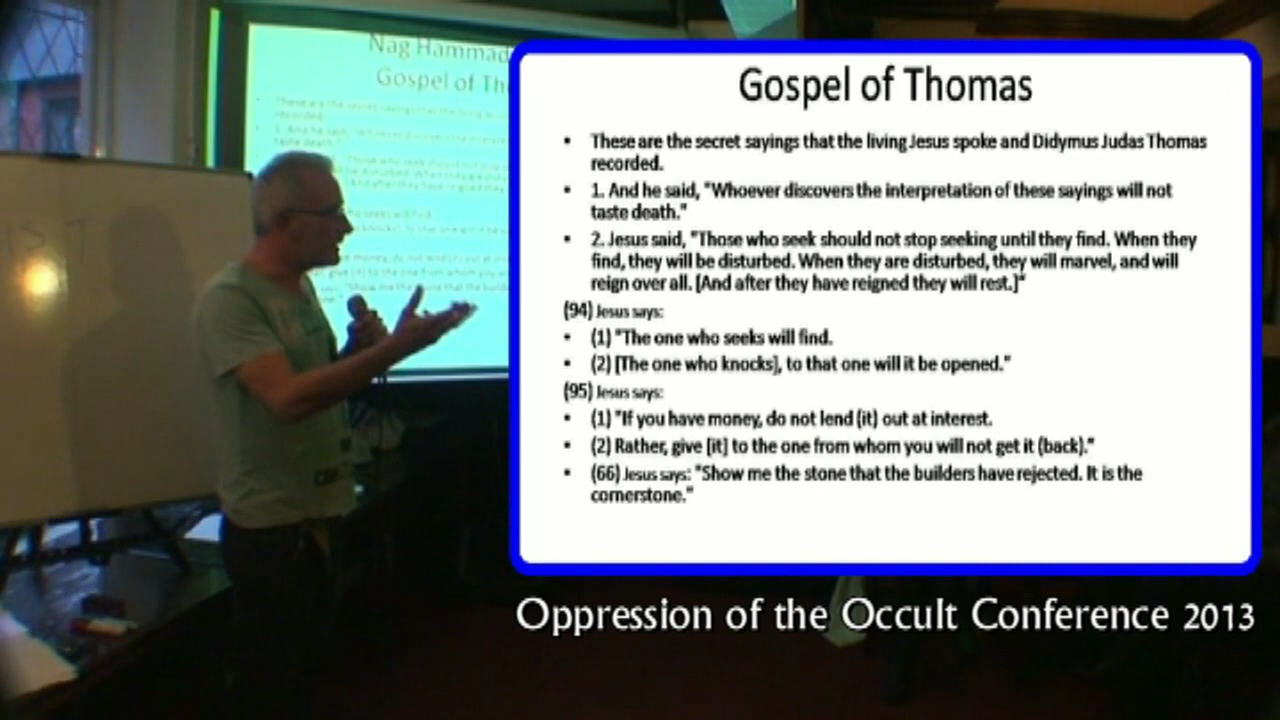 Nag Hammad
Gospel of Th
Gospel of Thomas
• These are the secret sayings that the living Jesus spoke and Didymus Judas Thomas
recorded.
• 1. And he said, "Whoever discovers the interpretation of these sayings will not
taste death."
• 2. Jesus said, "Those who seek should not stop seeking until they find. When they
find, they will be disturbed. When they are disturbed, they will marvel, and will
reign over all. [And after they have reigned they will rest.]"
(94) Jesus says:
• (1) "The one who seeks will find.
• (2) [The one who knocks], to that one will it be opened."
(95) Jesus says:
• (1) "If you have money, do not lend (it) out at interest.
• (2) Rather, give [it] to the one from whom you will not get it (back)."
• (66) Jesus says: "Show me the stone that the builders have rejected. It is the
cornerstone."
Oppression of the Occult Conference 2013